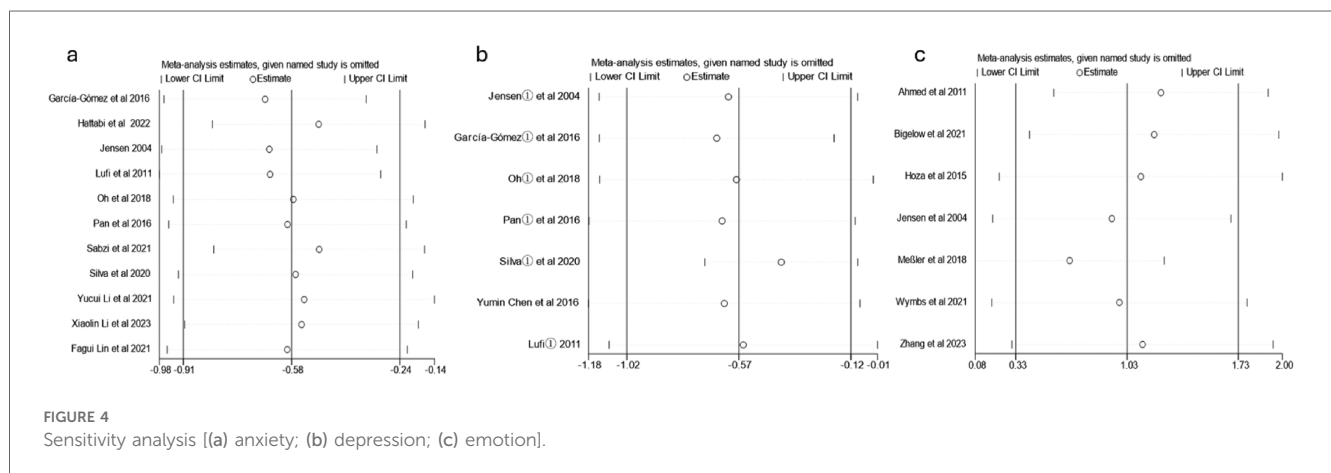 a
Meta-analysis estimates, given named study is omitted
| Lower CI Limit ○Estimate | Upper CI Limit
García-Gómez et al 2016
Hattabi et al 2022
Jensen 2004
Lufi et al 2011
Oh et al 2018
Pan et al 2016
Sabzi et al 2021
Silva et al 2020
Yucui Li et al 2021
Xiaolin Li et al 2023
Fagui Lin et al 2021
-0.98 -0.91 -0.58 -0.24 -0.14
b
Meta-analysis estimates, given named study is omitted
| Lower CI Limit ○Estimate | Upper CI Limit
Jensen① et al 2004
García-Gómez① et al 2016
Oh① et al 2018
Pan① et al 2016
Silva① et al 2020
Yumin Chen et al 2016
Lufi① 2011
-1.18 -1.02 -0.57 -0.12 -0.01
c
Meta-analysis estimates, given named study is omitted
| Lower CI Limit ○Estimate | Upper CI Limit
Ahmed et al 2011
Bigelow et al 2021
Hoza et al 2015
Jensen et al 2004
Meßler et al 2018
Wymbs et al 2021
Zhang et al 2023
0.08 0.33 1.03 1.73 2.00
FIGURE 4
Sensitivity analysis [(a) anxiety; (b) depression; (c) emotion].